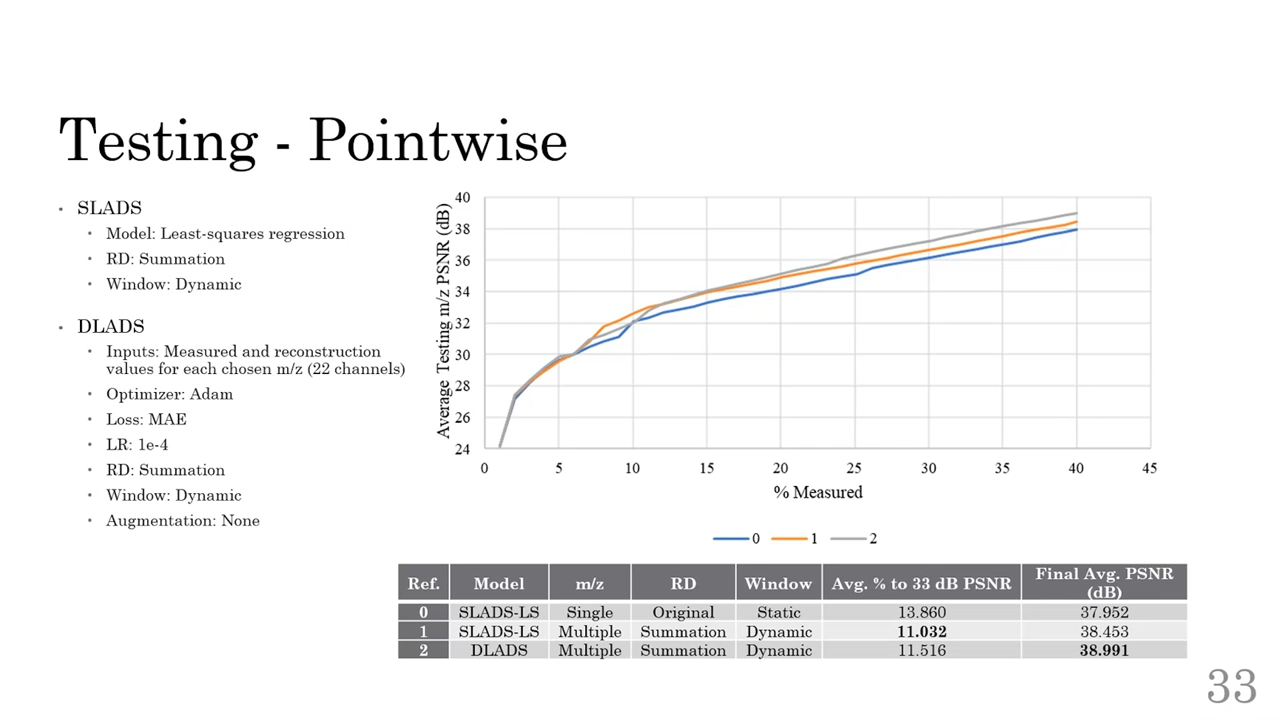 Testing - Pointwise
• SLADS
• Model: Least-squares regression
• RD: Summation
• Window: Dynamic
• DLADS
• Inputs: Measured and reconstruction
values for each chosen m/z (22 channels)
• Optimizer: Adam
• Loss: MAE
• LR: 1e-4
• RD: Summation
• Window: Dynamic
• Augmentation: None
Average Testing m/z PSNR (dB)
40
38
36
34
32
30
28
26
24
0 5 10 15 20 25 30 35 40 45
% Measured
0 1 2
Ref. Model m/z RD Window Avg. % to 33 dB PSNR Final Avg. PSNR
(dB)
0 SLADS-LS Single Original Static 13.860 37.952
1 SLADS-LS Multiple Summation Dynamic 11.032 38.453
2 DLADS Multiple Summation Dynamic 11.516 38.991
33